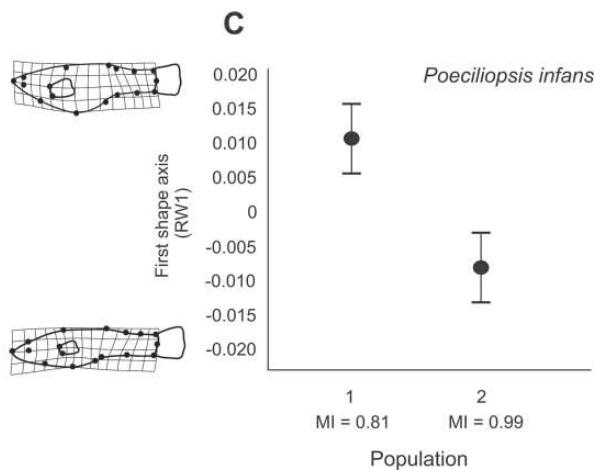 C
Poeciliopsis infans
First shape axis
(RW1)
0.020
0.015
0.010
0.005
0
-0.005
-0.010
-0.015
-0.020
1
2
MI = 0.81
MI = 0.99
Population